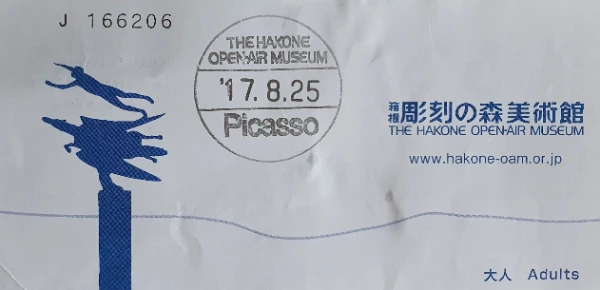 J 166206
THE HAKONE
OPEN-AIR MUSEUM
'17.8.25
Picasso
箱根 彫刻の森美術館
THE HAKONE OPEN-AIR MUSEUM
www.hakone-oam.or.jp
大人 Adults